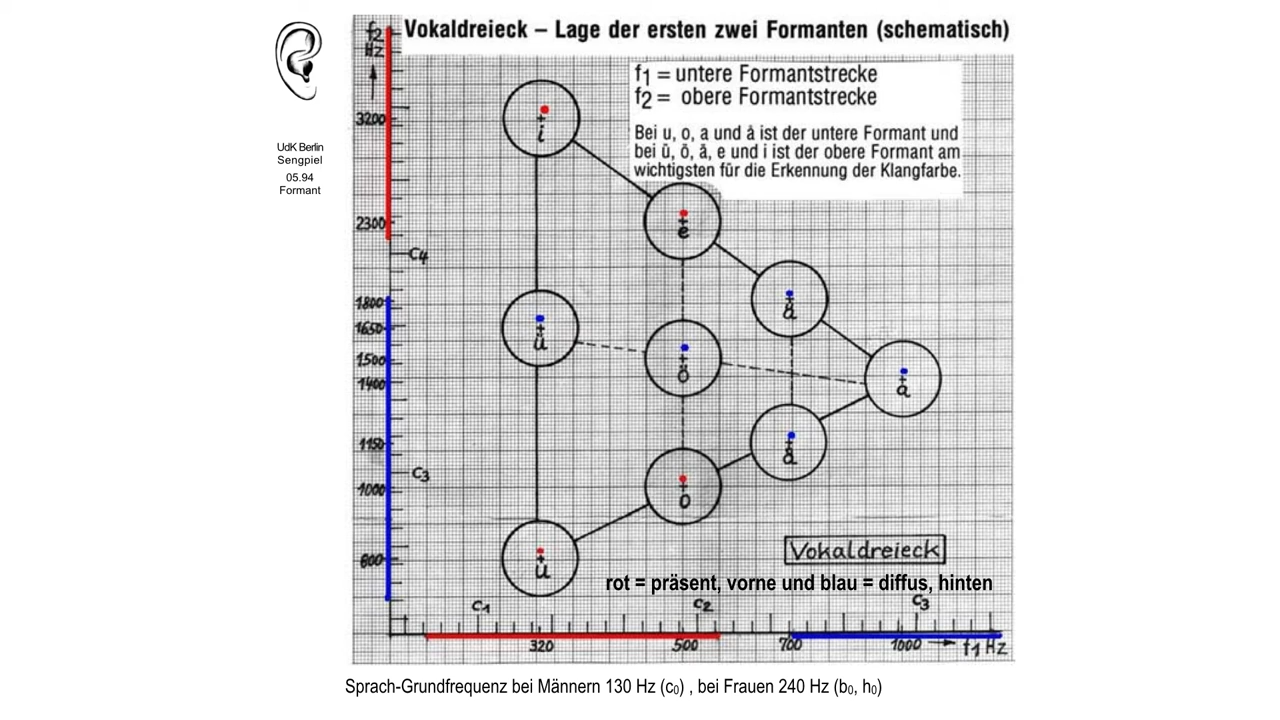 Vokaldreieck – Lage der ersten zwei Formanten (schematisch)
f₂
Hz
f₁ = untere Formantstrecke
f₂ = obere Formantstrecke
Bei u, o, a und å ist der untere Formant und
bei ü, ö, ä, e und i ist der obere Formant am
wichtigsten für die Erkennung der Klangfarbe.
UdK Berlin
Sengpiel
05.94
Formant
3200
i
2300
e
C₄
1800
ä
1650
ü
1500
ö
1400
a
1150
å
C₃
1000
o
800
u
Vokaldreieck
rot = präsent, vorne und blau = diffus, hinten
C₁ C₂ C₃
320 500 700 1000 → f₁ Hz
Sprach-Grundfrequenz bei Männern 130 Hz (c₀) , bei Frauen 240 Hz (b₀, h₀)